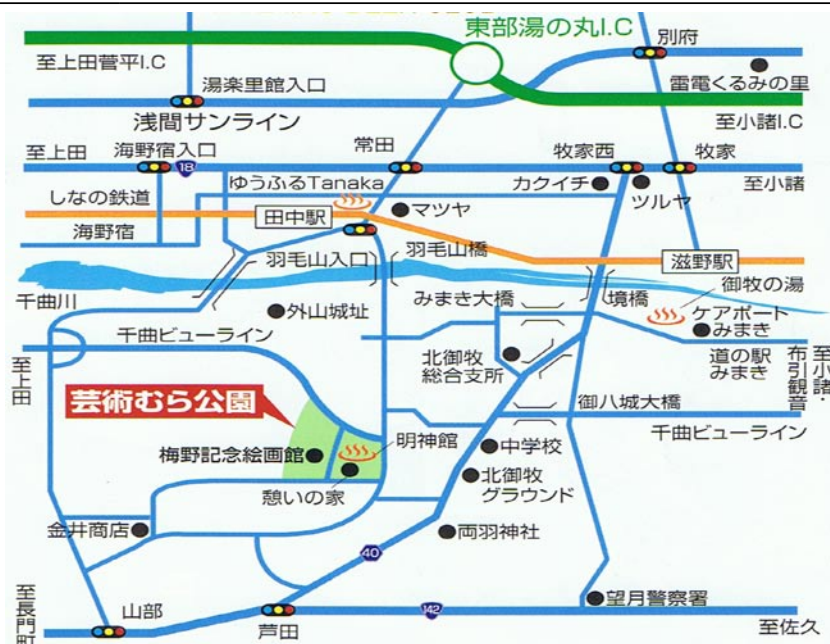 東部湯の丸I.C
別府
至上田菅平I.C
湯楽里館入口
雷電くるみの里
浅間サンライン
至小諸I.C
至上田
海野宿入口
18
常田
牧家西
牧家
至小諸
ゆうふるTanaka
カクイチ
ツルヤ
しなの鉄道
田中駅
マツヤ
海野宿
羽毛山入口
羽毛山橋
滋野駅
御牧の湯
千曲川
外山城址
みまき大橋
境橋
ケアポート
みまき
千曲ビューライン
至上田
北御牧
総合支所
道の駅
みまき
至小諸・
布引観音
芸術むら公園
御八城大橋
千曲ビューライン
明神館
中学校
梅野記念絵画館
憩いの家
北御牧
グラウンド
金井商店
両羽神社
40
至長門町
山部
芦田
142
望月警察署
至佐久